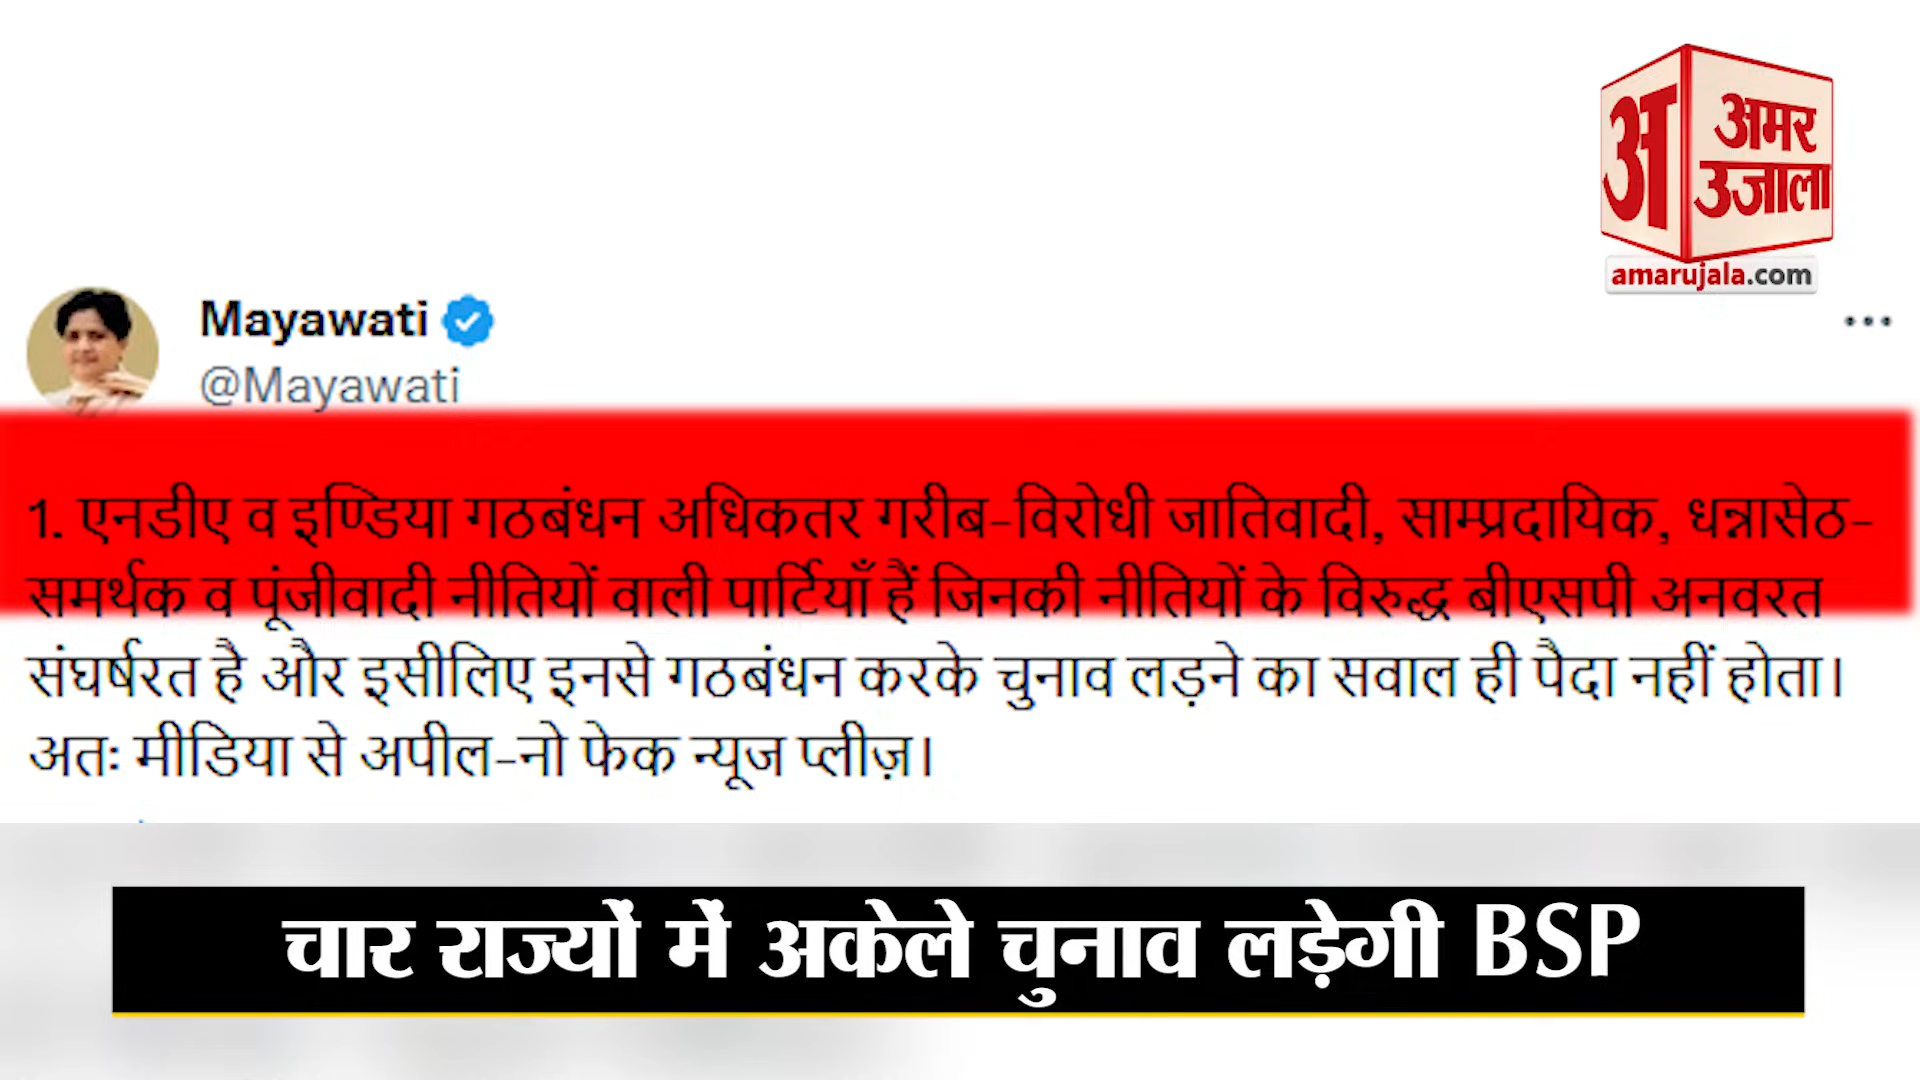 अ
अमर
उजाला
amarujala.com
Mayawati
@Mayawati
1. एनडीए व इण्डिया गठबंधन अधिकतर गरीब-विरोधी जातिवादी, साम्प्रदायिक, धन्नासेठ-
समर्थक व पूंजीवादी नीतियों वाली पार्टियाँ हैं जिनकी नीतियों के विरुद्ध बीएसपी अनवरत
संघर्षरत है और इसीलिए इनसे गठबंधन करके चुनाव लड़ने का सवाल ही पैदा नहीं होता।
अतः मीडिया से अपील-नो फेक न्यूज प्लीज़।
चार राज्यों में अकेले चुनाव लड़ेगी BSP